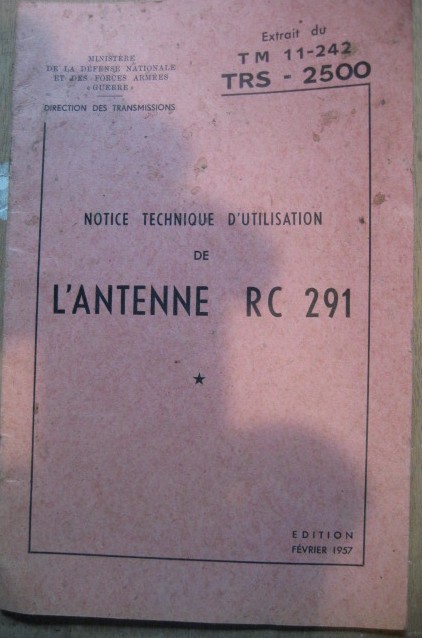 Extrait du
TM 11-242
TRS - 2500
MINISTÈRE
DE LA DÉFENSE NATIONALE
ET DES FORCES ARMÉES
« GUERRE »
DIRECTION DES TRANSMISSIONS
NOTICE TECHNIQUE D'UTILISATION
DE
L'ANTENNE RC 291
★
EDITION
FÉVRIER 1957